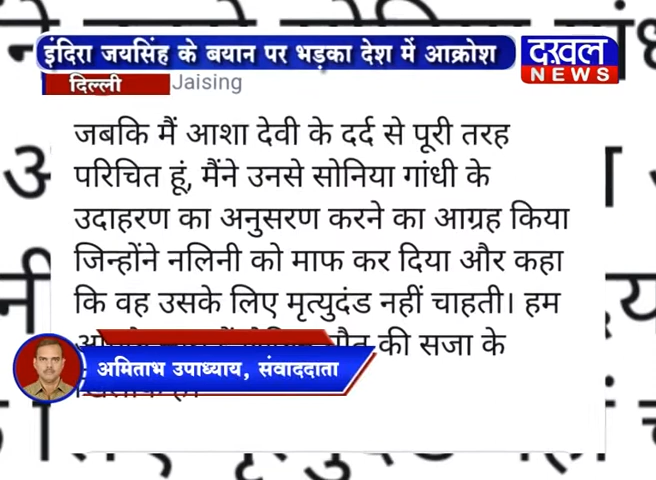 इंदिरा जयसिंह के बयान पर भड़का देश में आक्रोश
दख़ल
NEWS
दिल्ली
Jaising
जबकि मैं आशा देवी के दर्द से पूरी तरह
परिचित हूं, मैंने उनसे सोनिया गांधी के
उदाहरण का अनुसरण करने का आग्रह किया
जिन्होंने नलिनी को माफ कर दिया और कहा
कि वह उसके लिए मृत्युदंड नहीं चाहती। हम
की सजा के
अमिताभ उपाध्याय, संवाददाता